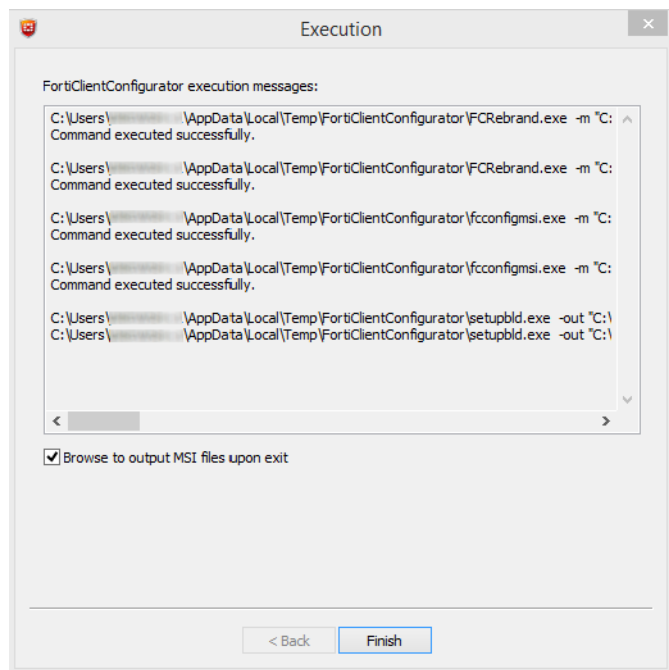 Execution
FortiClientConfigurator execution messages:
C:\Users\ \AppData\Local\Temp\FortiClientConfigurator\FCRebrand.exe -m "C:
Command executed successfully.
C:\Users\ \AppData\Local\Temp\FortiClientConfigurator\FCRebrand.exe -m "C:
Command executed successfully.
C:\Users\ \AppData\Local\Temp\FortiClientConfigurator\fcconfigmsi.exe -m "C:
Command executed successfully.
C:\Users\ \AppData\Local\Temp\FortiClientConfigurator\fcconfigmsi.exe -m "C:
Command executed successfully.
C:\Users\ \AppData\Local\Temp\FortiClientConfigurator\setupbld.exe -out "C:\
C:\Users\ \AppData\Local\Temp\FortiClientConfigurator\setupbld.exe -out "C:\
Browse to output MSI files upon exit
< Back
Finish